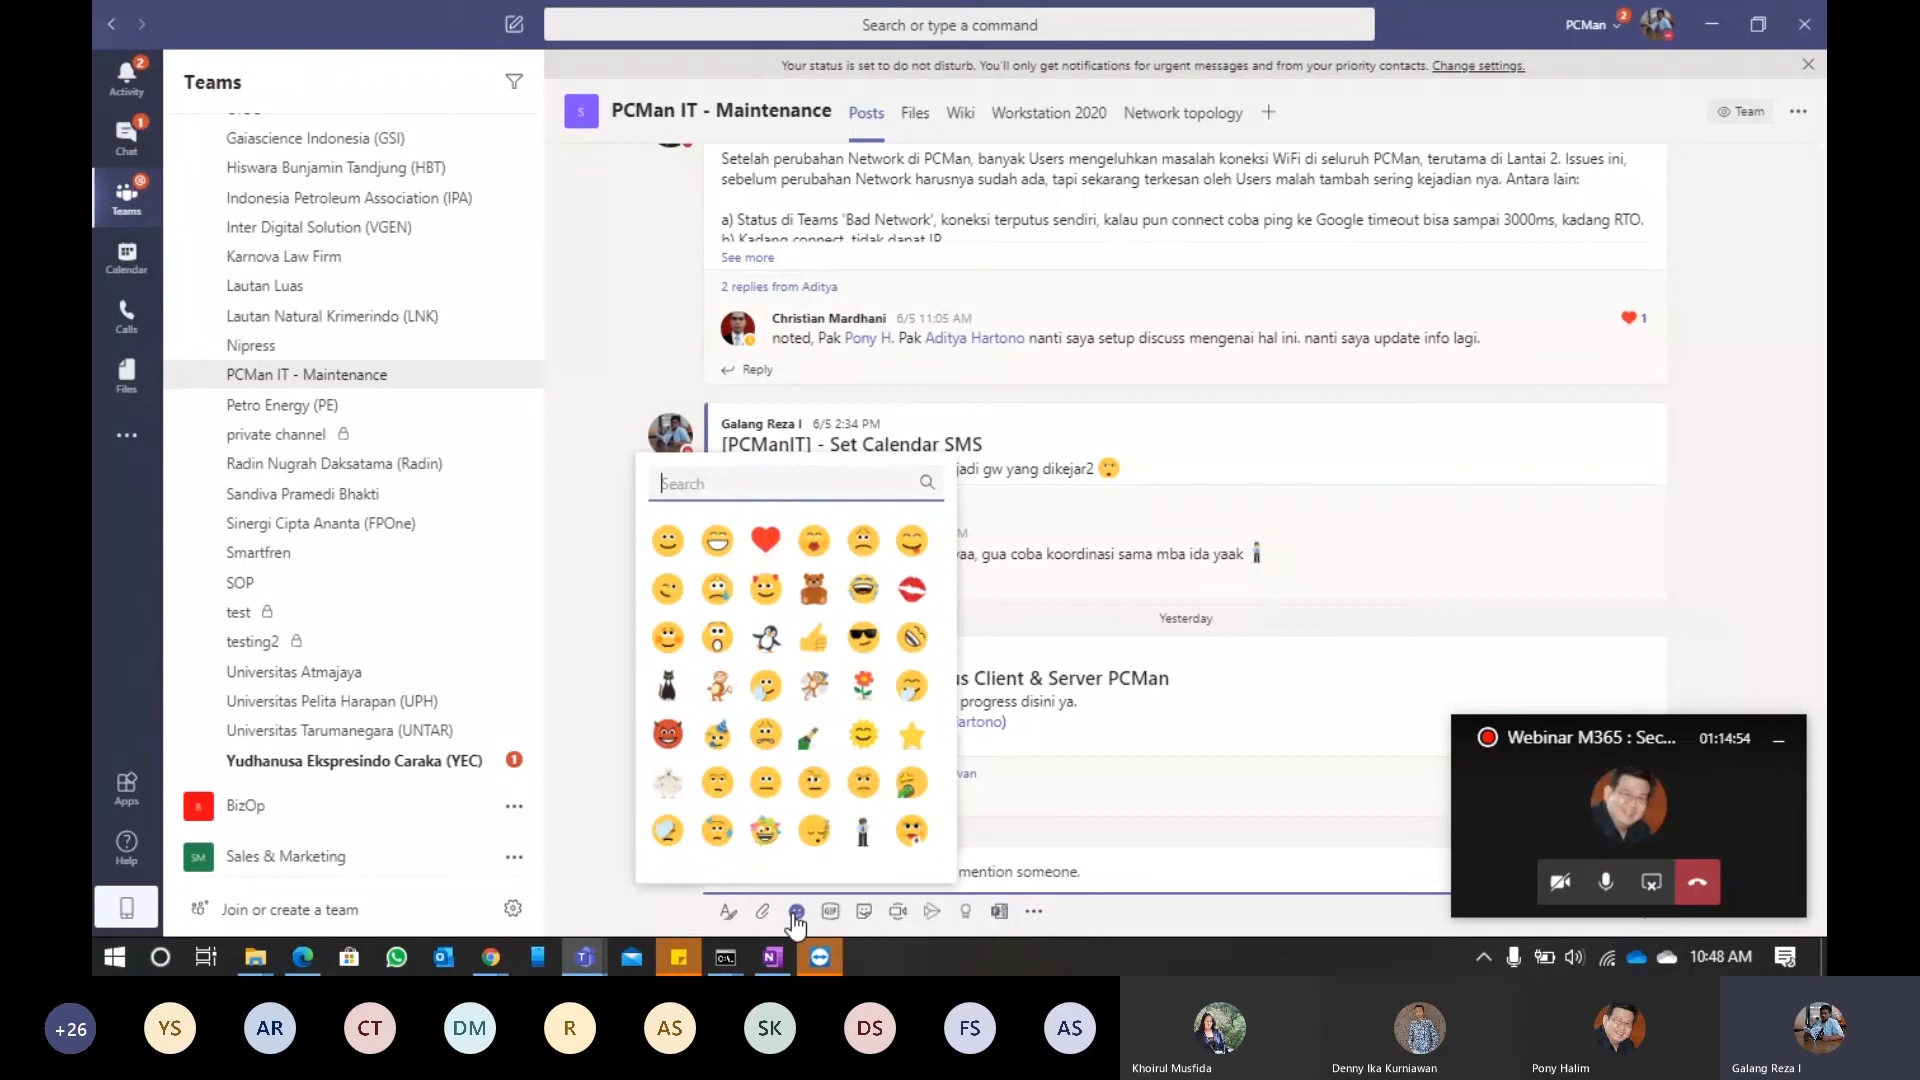 Search or type a command
PCMan
2
Activity
2
Chat
1
Teams
Calendar
Calls
Files
Apps
Help
Teams
Gaiascience Indonesia (GSI)
Hiswara Bunjamin Tandjung (HBT)
Indonesia Petroleum Association (IPA)
Inter Digital Solution (VGEN)
Karnova Law Firm
Lautan Luas
Lautan Natural Krimerindo (LNK)
Nipress
PCMan IT - Maintenance
Petro Energy (PE)
private channel
Radin Nugrah Daksatama (Radin)
Sandiva Pramedi Bhakti
Sinergi Cipta Ananta (FPOne)
Smartfren
SOP
test
testing2
Universitas Atmajaya
Universitas Pelita Harapan (UPH)
Universitas Tarumanegara (UNTAR)
Yudhanusa Ekspresindo Caraka (YEC) 1
B BizOp
SM Sales & Marketing
Join or create a team
Your status is set to do not disturb. You'll only get notifications for urgent messages and from your priority contacts. Change settings.
S PCMan IT - Maintenance Posts Files Wiki Workstation 2020 Network topology + Team
Setelah perubahan Network di PCMan, banyak Users mengeluhkan masalah koneksi WiFi di seluruh PCMan, terutama di Lantai 2. Issues ini,
sebelum perubahan Network harusnya sudah ada, tapi sekarang terkesan oleh Users malah tambah sering kejadian nya. Antara lain:
a) Status di Teams 'Bad Network', koneksi terputus sendiri, kalau pun connect coba ping ke Google timeout bisa sampai 3000ms, kadang RTO.
b) Kadang connect, tidak dapat IP
See more
2 replies from Aditya
Christian Mardhani 6/5 11:05 AM
1
noted, Pak Pony H. Pak Aditya Hartono nanti saya setup discuss mengenai hal ini. nanti saya update info lagi.
Reply
Galang Reza I 6/5 2:34 PM
[PCManIT] - Set Calendar SMS
jadi gw yang dikejar2
Search
M
aa, gua coba koordinasi sama mba ida yaak
Yesterday
us Client & Server PCMan
progress disini ya.
artono)
van
mention someone.
GIF
Webinar M365 : Sec... 01:14:54
10:48 AM
+26 YS AR CT DM R AS SK DS FS AS
Khoirul Musfida
Denny Ika Kurniawan
Pony Halim
Galang Reza I